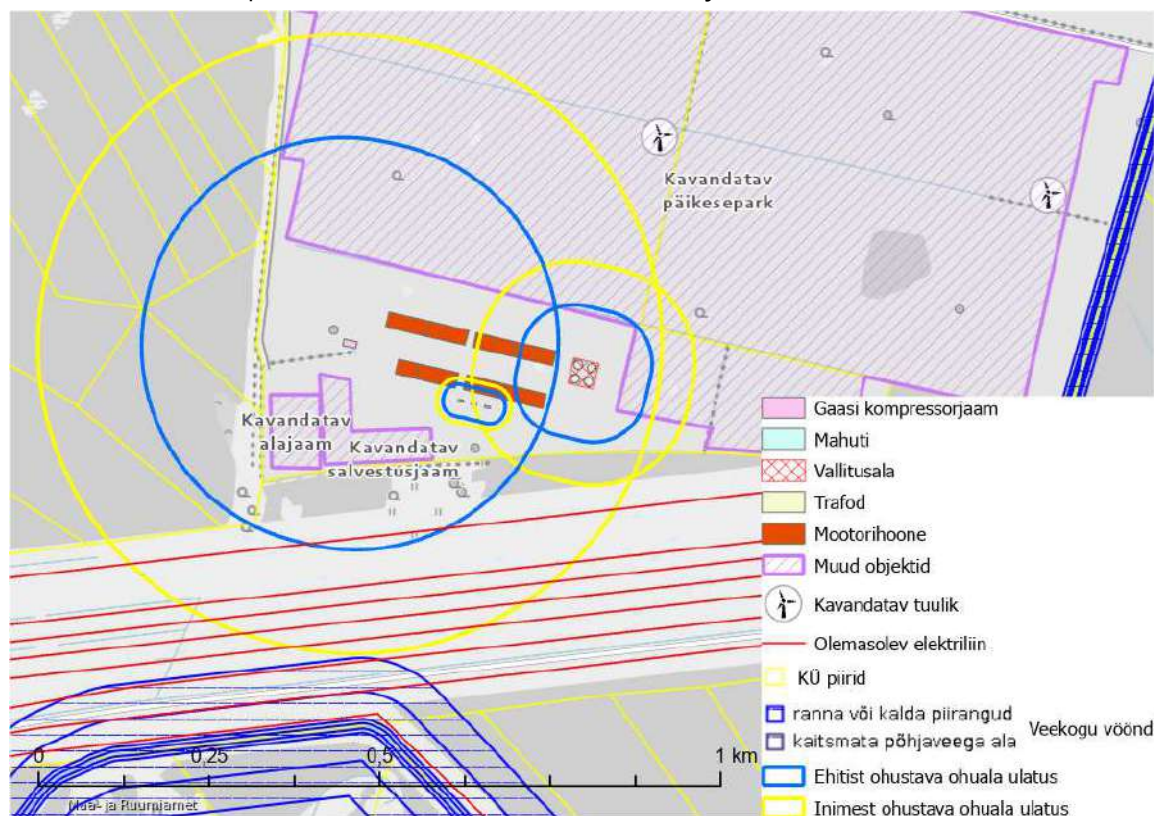 Kavandatav
päikesepark
Kavandatav
alajaam
Kavandatav
salvestusjaam
Gaasi kompressorjaam
Mahuti
Vallitusala
Trafod
Mootorihoone
Muud objektid
Kavandatav tuulik
Olemasolev elektriliin
KÜ piirid
ranna või kalda piirangud
kaitsmata põhjaveega ala
Veekogu vöönd
Ehitist ohustava ohuala ulatus
Inimest ohustava ohuala ulatus
0 0,25 0,5 1 km
Maa- ja Ruumiamet